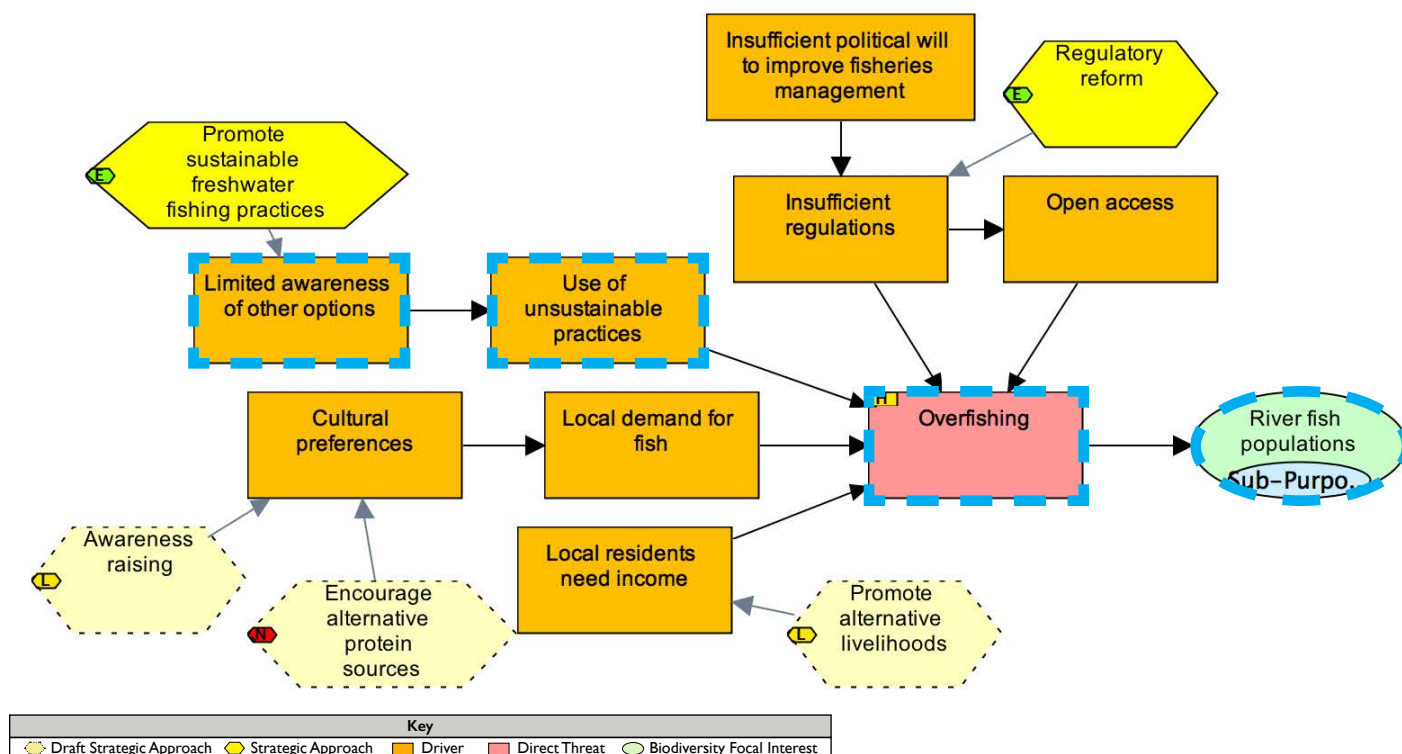 Insufficient political will
to improve fisheries
management
Regulatory
reform
E
Promote
sustainable
freshwater
fishing practices
E
Insufficient
regulations
Open access
Limited awareness
of other options
Use of
unsustainable
practices
Cultural
preferences
Local demand for
fish
H
Overfishing
River fish
populations
Sub-Purpo..
Awareness
raising
L
Local residents
need income
Encourage
alternative
protein
sources
N
Promote
alternative
livelihoods
L
Key
Draft Strategic Approach
Strategic Approach
Driver
Direct Threat
Biodiversity Focal Interest